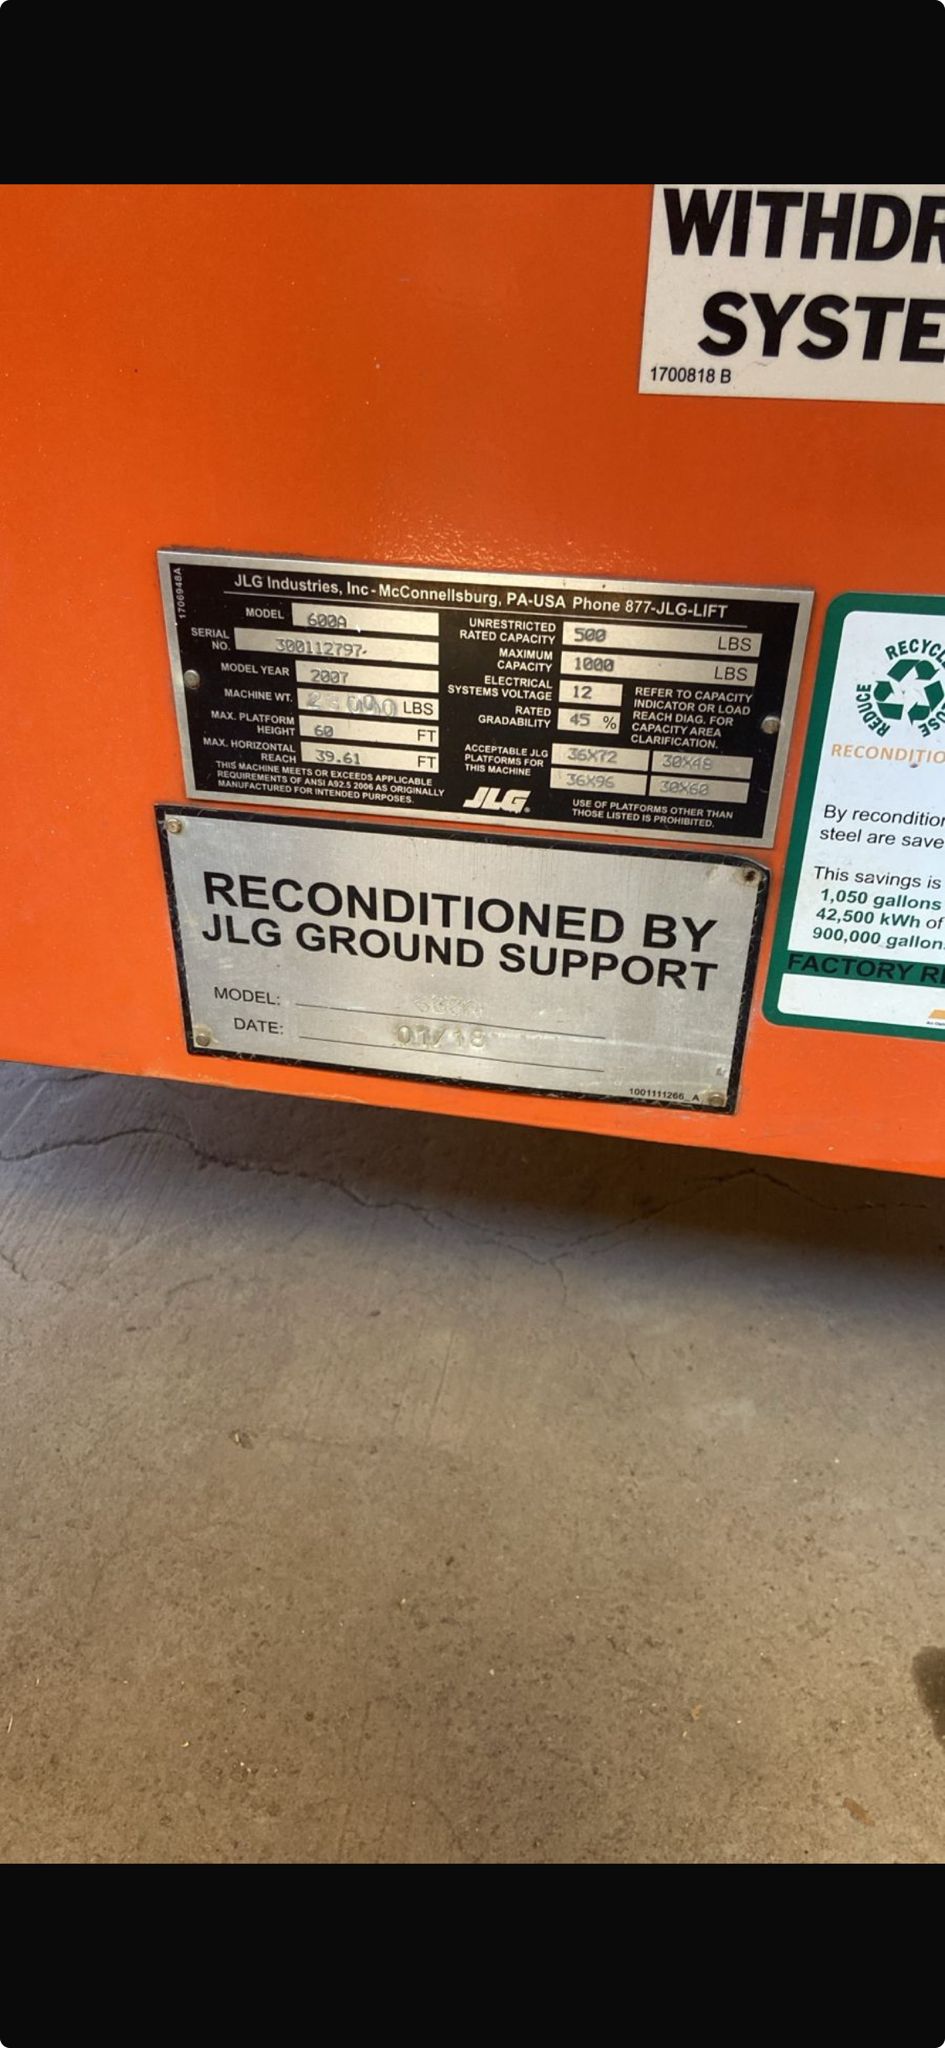 WITHDR
SYSTE
1700818 B
1706948A
JLG Industries, Inc - McConnellsburg, PA-USA Phone 877-JLG-LIFT
MODEL 600A
SERIAL NO. 300112797
MODEL YEAR 2007
MACHINE WT. LBS
MAX. PLATFORM HEIGHT 60 FT
MAX. HORIZONTAL REACH 39.61 FT
THIS MACHINE MEETS OR EXCEEDS APPLICABLE
REQUIREMENTS OF ANSI A92.5 2006 AS ORIGINALLY
MANUFACTURED FOR INTENDED PURPOSES.
UNRESTRICTED RATED CAPACITY 500 LBS
MAXIMUM CAPACITY 1000 LBS
ELECTRICAL SYSTEMS VOLTAGE 12
RATED GRADABILITY 45 %
REFER TO CAPACITY
INDICATOR OR LOAD
REACH DIAG. FOR
CAPACITY AREA
CLARIFICATION.
ACCEPTABLE JLG
PLATFORMS FOR
THIS MACHINE
36X72 30X48
36X96 30X60
JLG
USE OF PLATFORMS OTHER THAN
THOSE LISTED IS PROHIBITED.
RECONDITIONED BY
JLG GROUND SUPPORT
MODEL:
DATE: 01/18
1001111266_A
REDUCE
RECYCL
USE
RECONDITIO
By recondition
steel are save
This savings is
1,050 gallons
42,500 kWh of
900,000 gallon
FACTORY RE